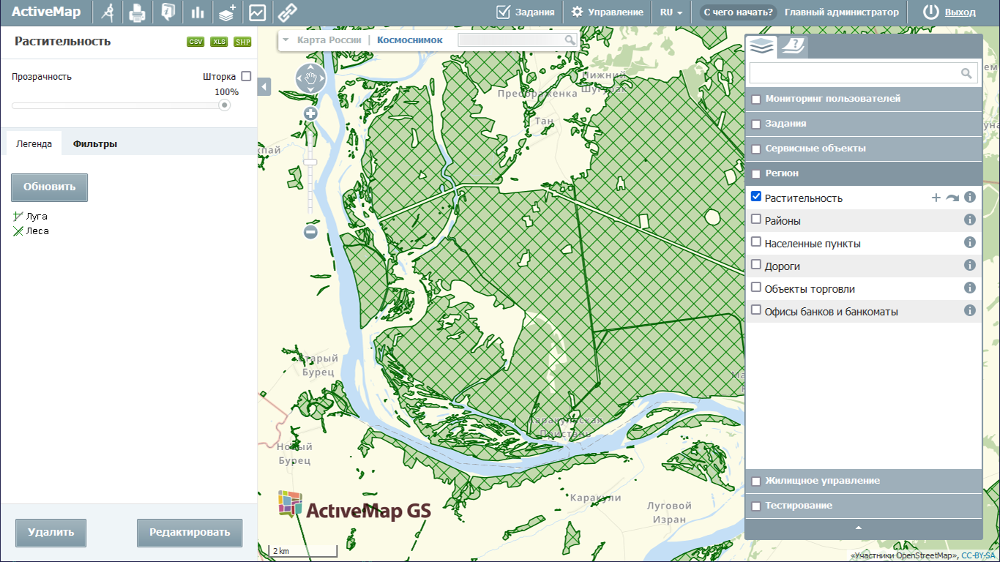 ActiveMap
Задания
Управление
RU
С чего начать?
Главный администратор
Выход
Растительность
CSV
XLS
SHP
Прозрачность
Шторка
100%
Легенда
Фильтры
Обновить
Луга
Леса
Удалить
Редактировать
Карта России | Космоснимок
Нижний
Шугурак
Преображенка
Тан
Старый
Бурец
Новый
Бурец
Каракульская
Пристань
Каракули
Луговой
Изран
ActiveMap GS
2 km
Мониторинг пользователей
Задания
Сервисные объекты
Регион
Растительность
Районы
Населенные пункты
Дороги
Объекты торговли
Офисы банков и банкоматы
Жилищное управление
Тестирование
«Участники OpenStreetMap», CC-BY-SA